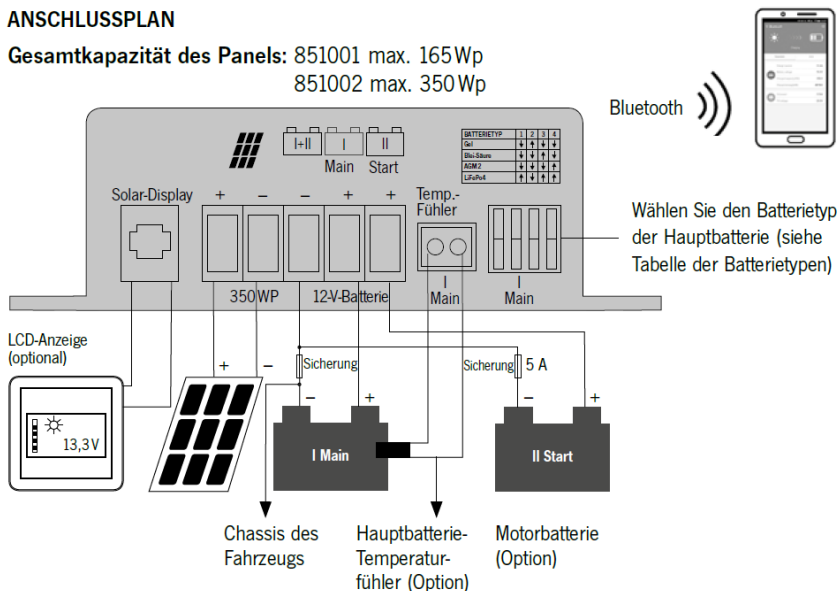 ANSCHLUSSPLAN
Gesamtkapazität des Panels: 851001 max. 165 Wp
851002 max. 350 Wp
Bluetooth
I+II I II
Main Start
BATTERIETYP 1 2 3 4
Gel ↓ ↑ ↓ ↓
Blei-Säure
AGM2
LiFePo4
Solar-Display + − − + + Temp.-
Fühler
Wählen Sie den Batterietyp
der Hauptbatterie (siehe
Tabelle der Batterietypen)
350 WP 12-V-Batterie
I
Main
I
Main
LCD-Anzeige
(optional)
13,3 V
+ −
Sicherung
Sicherung 5 A
− +
− +
I Main
II Start
Chassis des
Fahrzeugs
Hauptbatterie-
Temperatur-
fühler (Option)
Motorbatterie
(Option)